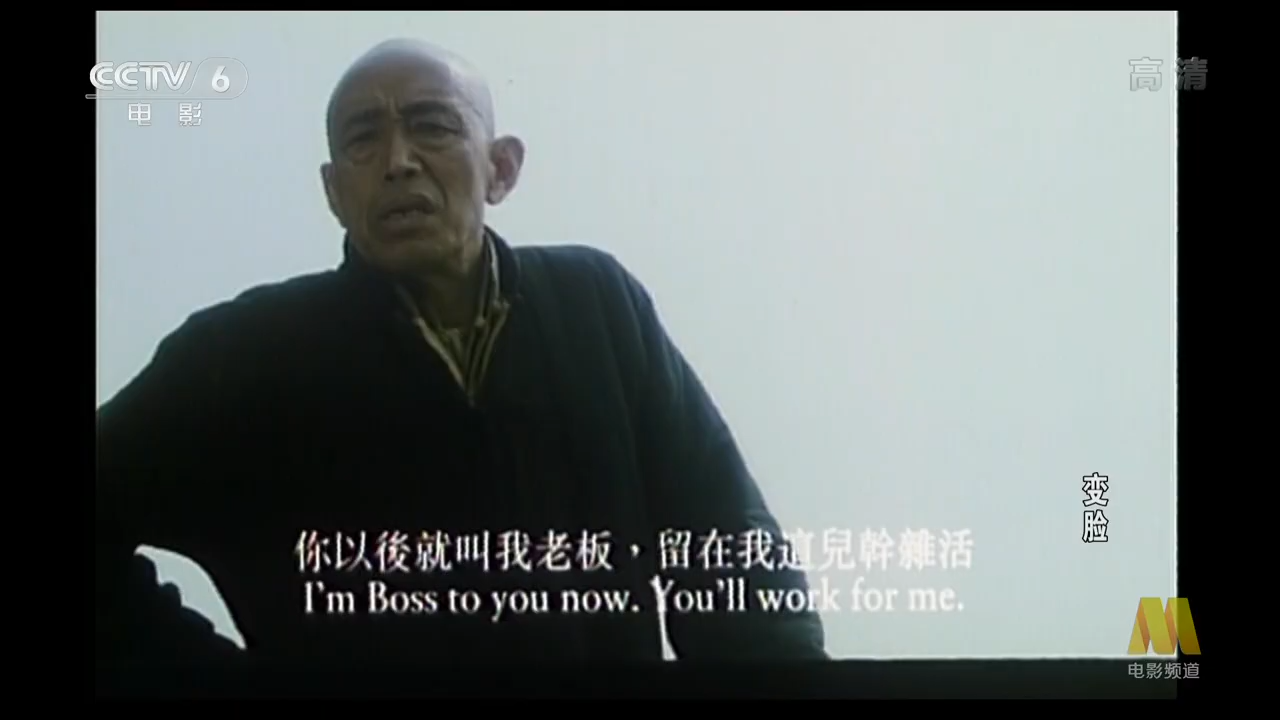 CCTV 6
电影
高清
变脸
你以後就叫我老板，留在我這兒幹雜活
I'm Boss to you now. You'll work for me.
电影频道